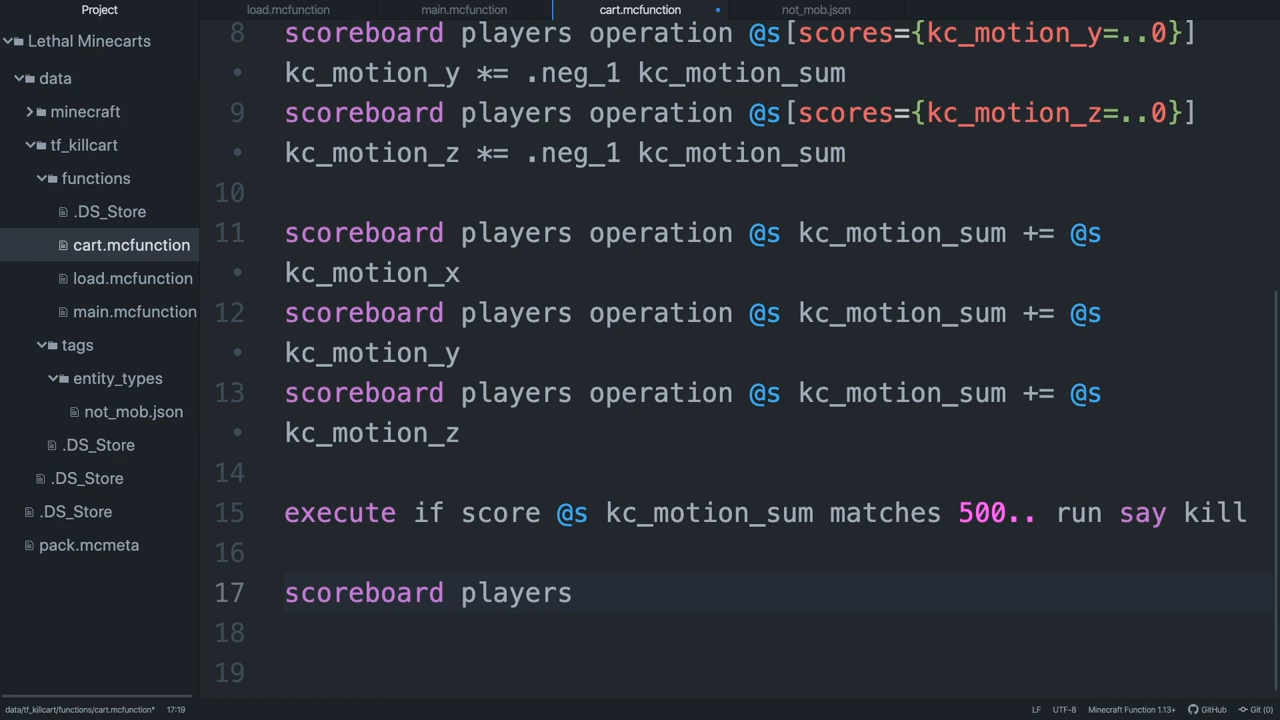 Project
load.mcfunction
main.mcfunction
cart.mcfunction
not_mob.json
Lethal Minecarts
data
minecraft
tf_killcart
functions
.DS_Store
cart.mcfunction
load.mcfunction
main.mcfunction
tags
entity_types
not_mob.json
.DS_Store
.DS_Store
.DS_Store
pack.mcmeta
8 scoreboard players operation @s[scores={kc_motion_y=..0}]
• kc_motion_y *= .neg_1 kc_motion_sum
9 scoreboard players operation @s[scores={kc_motion_z=..0}]
• kc_motion_z *= .neg_1 kc_motion_sum
10
11 scoreboard players operation @s kc_motion_sum += @s
• kc_motion_x
12 scoreboard players operation @s kc_motion_sum += @s
• kc_motion_y
13 scoreboard players operation @s kc_motion_sum += @s
• kc_motion_z
14
15 execute if score @s kc_motion_sum matches 500.. run say kill
16
17 scoreboard players
18
19
data/tf_killcart/functions/cart.mcfunction* 17:19 LF UTF-8 Minecraft Function 1.13+ GitHub Git (0)